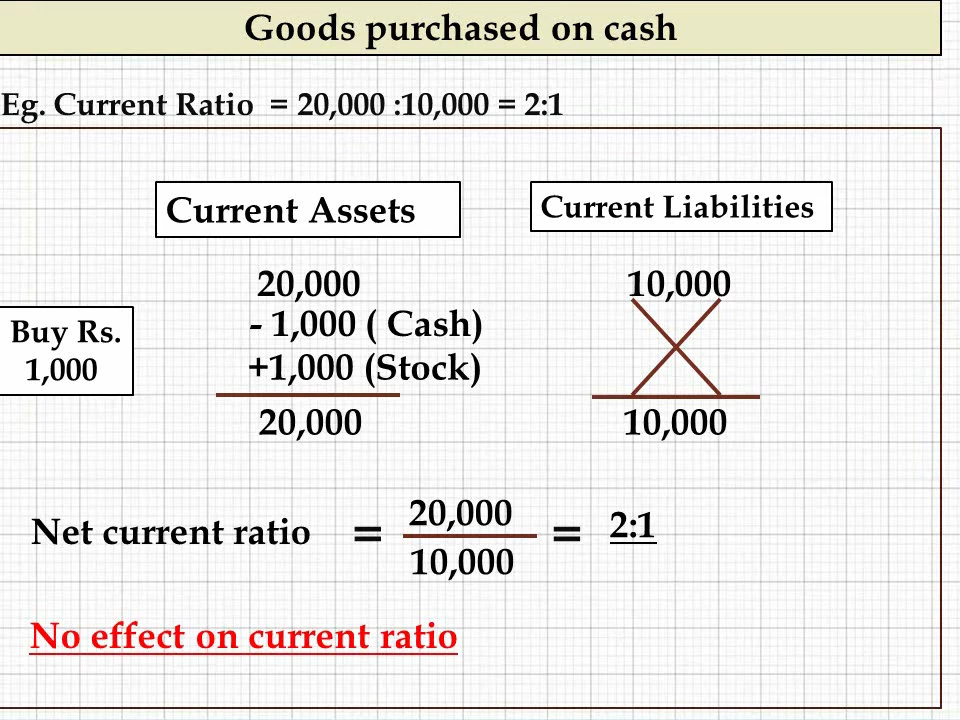 Goods purchased on cash
Eg. Current Ratio = 20,000 :10,000 = 2:1
Current Assets
Current Liabilities
20,000
10,000
- 1,000 ( Cash)
Buy Rs.
1,000
+1,000 (Stock)
20,000
10,000
Net current ratio = 20,000 = 2:1
10,000
No effect on current ratio